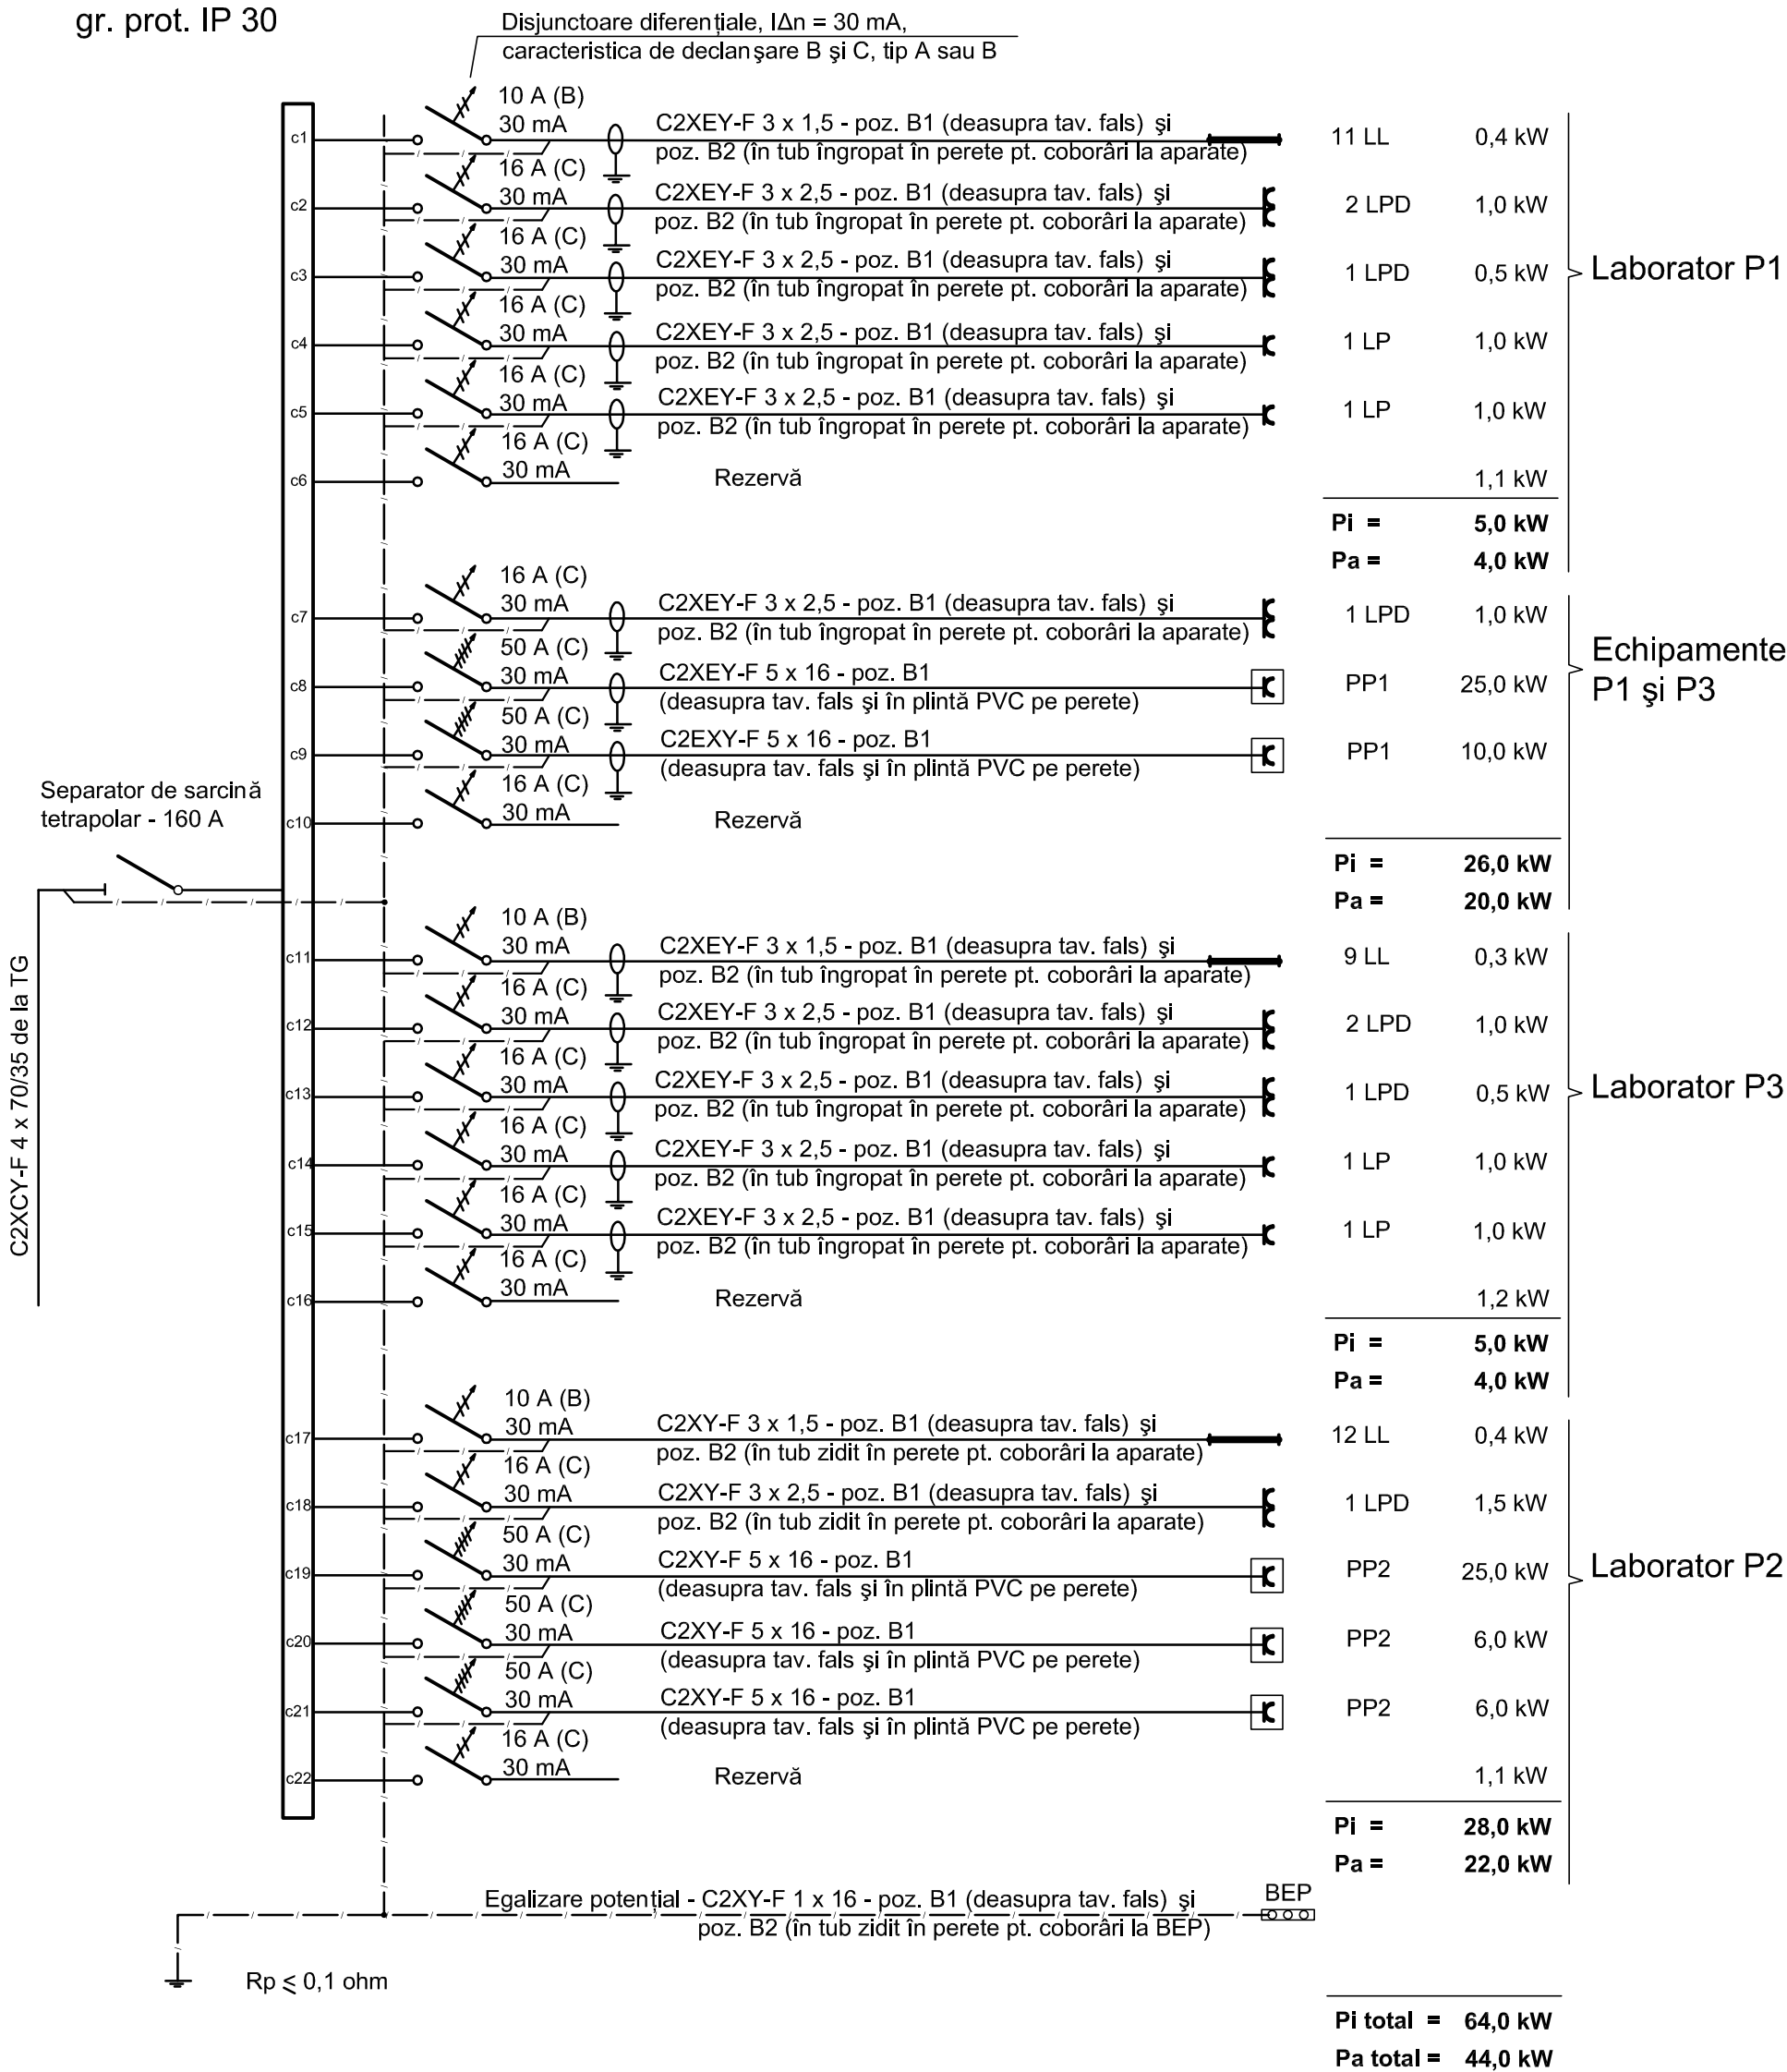 gr. prot. IP 30
Disjunctoare diferențiale, IΔn = 30 mA,
caracteristica de declanșare B și C, tip A sau B
c1
10 A (B)
30 mA
C2XEY-F 3 x 1,5 - poz. B1 (deasupra tav. fals) și
poz. B2 (în tub îngropat în perete pt. coborâri la aparate)
11 LL
0,4 kW
c2
16 A (C)
30 mA
C2XEY-F 3 x 2,5 - poz. B1 (deasupra tav. fals) și
poz. B2 (în tub îngropat în perete pt. coborâri la aparate)
2 LPD
1,0 kW
c3
16 A (C)
30 mA
C2XEY-F 3 x 2,5 - poz. B1 (deasupra tav. fals) și
poz. B2 (în tub îngropat în perete pt. coborâri la aparate)
1 LPD
0,5 kW
Laborator P1
c4
16 A (C)
30 mA
C2XEY-F 3 x 2,5 - poz. B1 (deasupra tav. fals) și
poz. B2 (în tub îngropat în perete pt. coborâri la aparate)
1 LP
1,0 kW
c5
16 A (C)
30 mA
C2XEY-F 3 x 2,5 - poz. B1 (deasupra tav. fals) și
poz. B2 (în tub îngropat în perete pt. coborâri la aparate)
1 LP
1,0 kW
c6
16 A (C)
30 mA
Rezervă
1,1 kW
Pi = 5,0 kW
Pa = 4,0 kW
c7
16 A (C)
30 mA
C2XEY-F 3 x 2,5 - poz. B1 (deasupra tav. fals) și
poz. B2 (în tub îngropat în perete pt. coborâri la aparate)
1 LPD
1,0 kW
c8
50 A (C)
30 mA
C2XEY-F 5 x 16 - poz. B1
(deasupra tav. fals și în plintă PVC pe perete)
PP1
25,0 kW
Echipamente
P1 și P3
c9
50 A (C)
30 mA
C2EXY-F 5 x 16 - poz. B1
(deasupra tav. fals și în plintă PVC pe perete)
PP1
10,0 kW
c10
16 A (C)
30 mA
Rezervă
Pi = 26,0 kW
Pa = 20,0 kW
Separator de sarcină
tetrapolar - 160 A
C2XCY-F 4 x 70/35 de la TG
c11
10 A (B)
30 mA
C2XEY-F 3 x 1,5 - poz. B1 (deasupra tav. fals) și
poz. B2 (în tub îngropat în perete pt. coborâri la aparate)
9 LL
0,3 kW
c12
16 A (C)
30 mA
C2XEY-F 3 x 2,5 - poz. B1 (deasupra tav. fals) și
poz. B2 (în tub îngropat în perete pt. coborâri la aparate)
2 LPD
1,0 kW
c13
16 A (C)
30 mA
C2XEY-F 3 x 2,5 - poz. B1 (deasupra tav. fals) și
poz. B2 (în tub îngropat în perete pt. coborâri la aparate)
1 LPD
0,5 kW
Laborator P3
c14
16 A (C)
30 mA
C2XEY-F 3 x 2,5 - poz. B1 (deasupra tav. fals) și
poz. B2 (în tub îngropat în perete pt. coborâri la aparate)
1 LP
1,0 kW
c15
16 A (C)
30 mA
C2XEY-F 3 x 2,5 - poz. B1 (deasupra tav. fals) și
poz. B2 (în tub îngropat în perete pt. coborâri la aparate)
1 LP
1,0 kW
c16
16 A (C)
30 mA
Rezervă
1,2 kW
Pi = 5,0 kW
Pa = 4,0 kW
c17
10 A (B)
30 mA
C2XY-F 3 x 1,5 - poz. B1 (deasupra tav. fals) și
poz. B2 (în tub zidit în perete pt. coborâri la aparate)
12 LL
0,4 kW
c18
16 A (C)
30 mA
C2XY-F 3 x 2,5 - poz. B1 (deasupra tav. fals) și
poz. B2 (în tub zidit în perete pt. coborâri la aparate)
1 LPD
1,5 kW
c19
50 A (C)
30 mA
C2XY-F 5 x 16 - poz. B1
(deasupra tav. fals și în plintă PVC pe perete)
PP2
25,0 kW
Laborator P2
c20
50 A (C)
30 mA
C2XY-F 5 x 16 - poz. B1
(deasupra tav. fals și în plintă PVC pe perete)
PP2
6,0 kW
c21
50 A (C)
30 mA
C2XY-F 5 x 16 - poz. B1
(deasupra tav. fals și în plintă PVC pe perete)
PP2
6,0 kW
c22
16 A (C)
30 mA
Rezervă
1,1 kW
Pi = 28,0 kW
Pa = 22,0 kW
Egalizare potențial - C2XY-F 1 x 16 - poz. B1 (deasupra tav. fals) și
poz. B2 (în tub zidit în perete pt. coborâri la BEP)
BEP
Rp ≤ 0,1 ohm
Pi total = 64,0 kW
Pa total = 44,0 kW